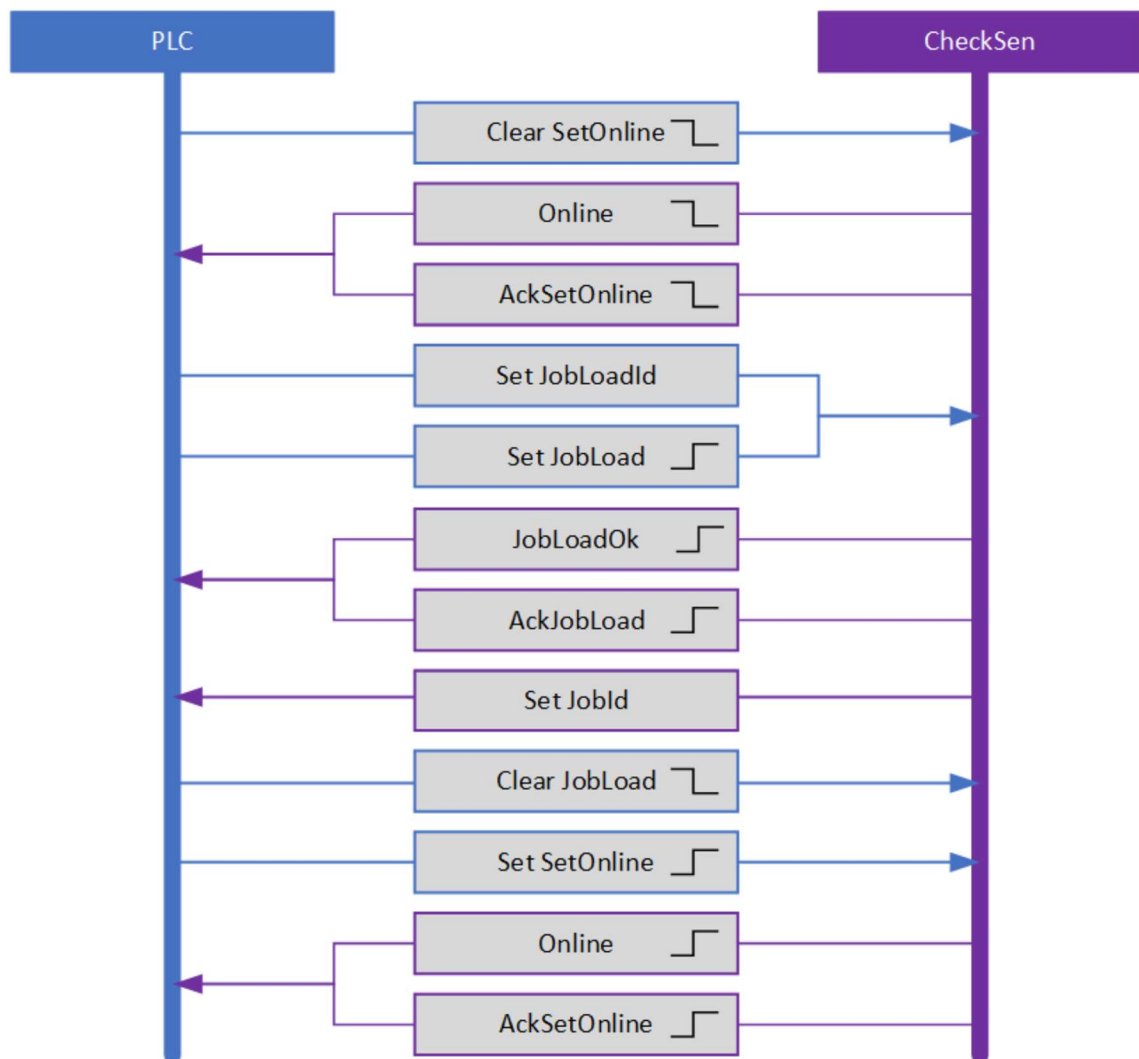 PLC
CheckSen
Clear SetOnline
Online
AckSetOnline
Set JobLoadId
Set JobLoad
JobLoadOk
AckJobLoad
Set JobId
Clear JobLoad
Set SetOnline
Online
AckSetOnline